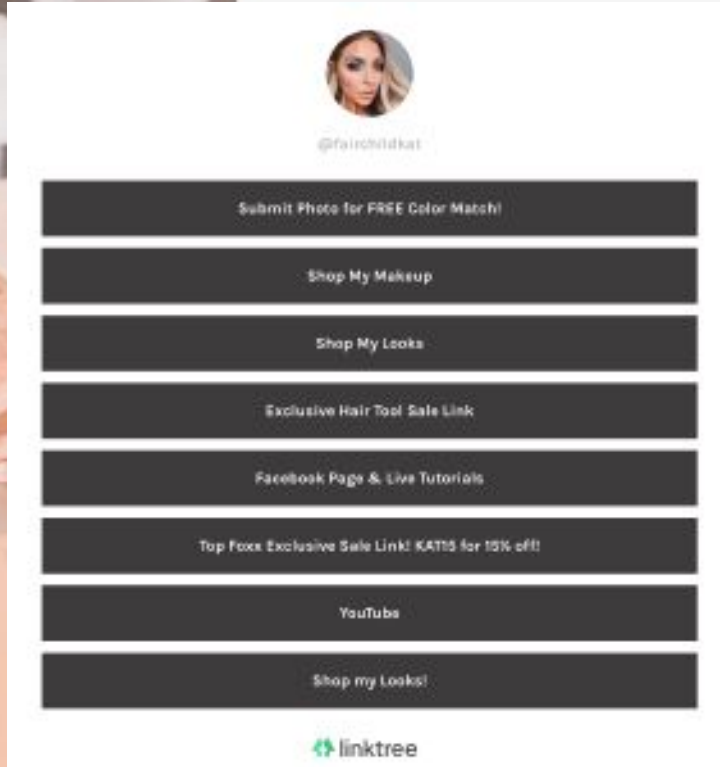 @fairchildkat
Submit Photo for FREE Color Match!
Shop My Makeup
Shop My Looks
Exclusive Hair Tool Sale Link
Facebook Page & Live Tutorials
Top Foxx Exclusive Sale Link! KAT15 for 15% off!
YouTube
Shop my Looks!
linktree